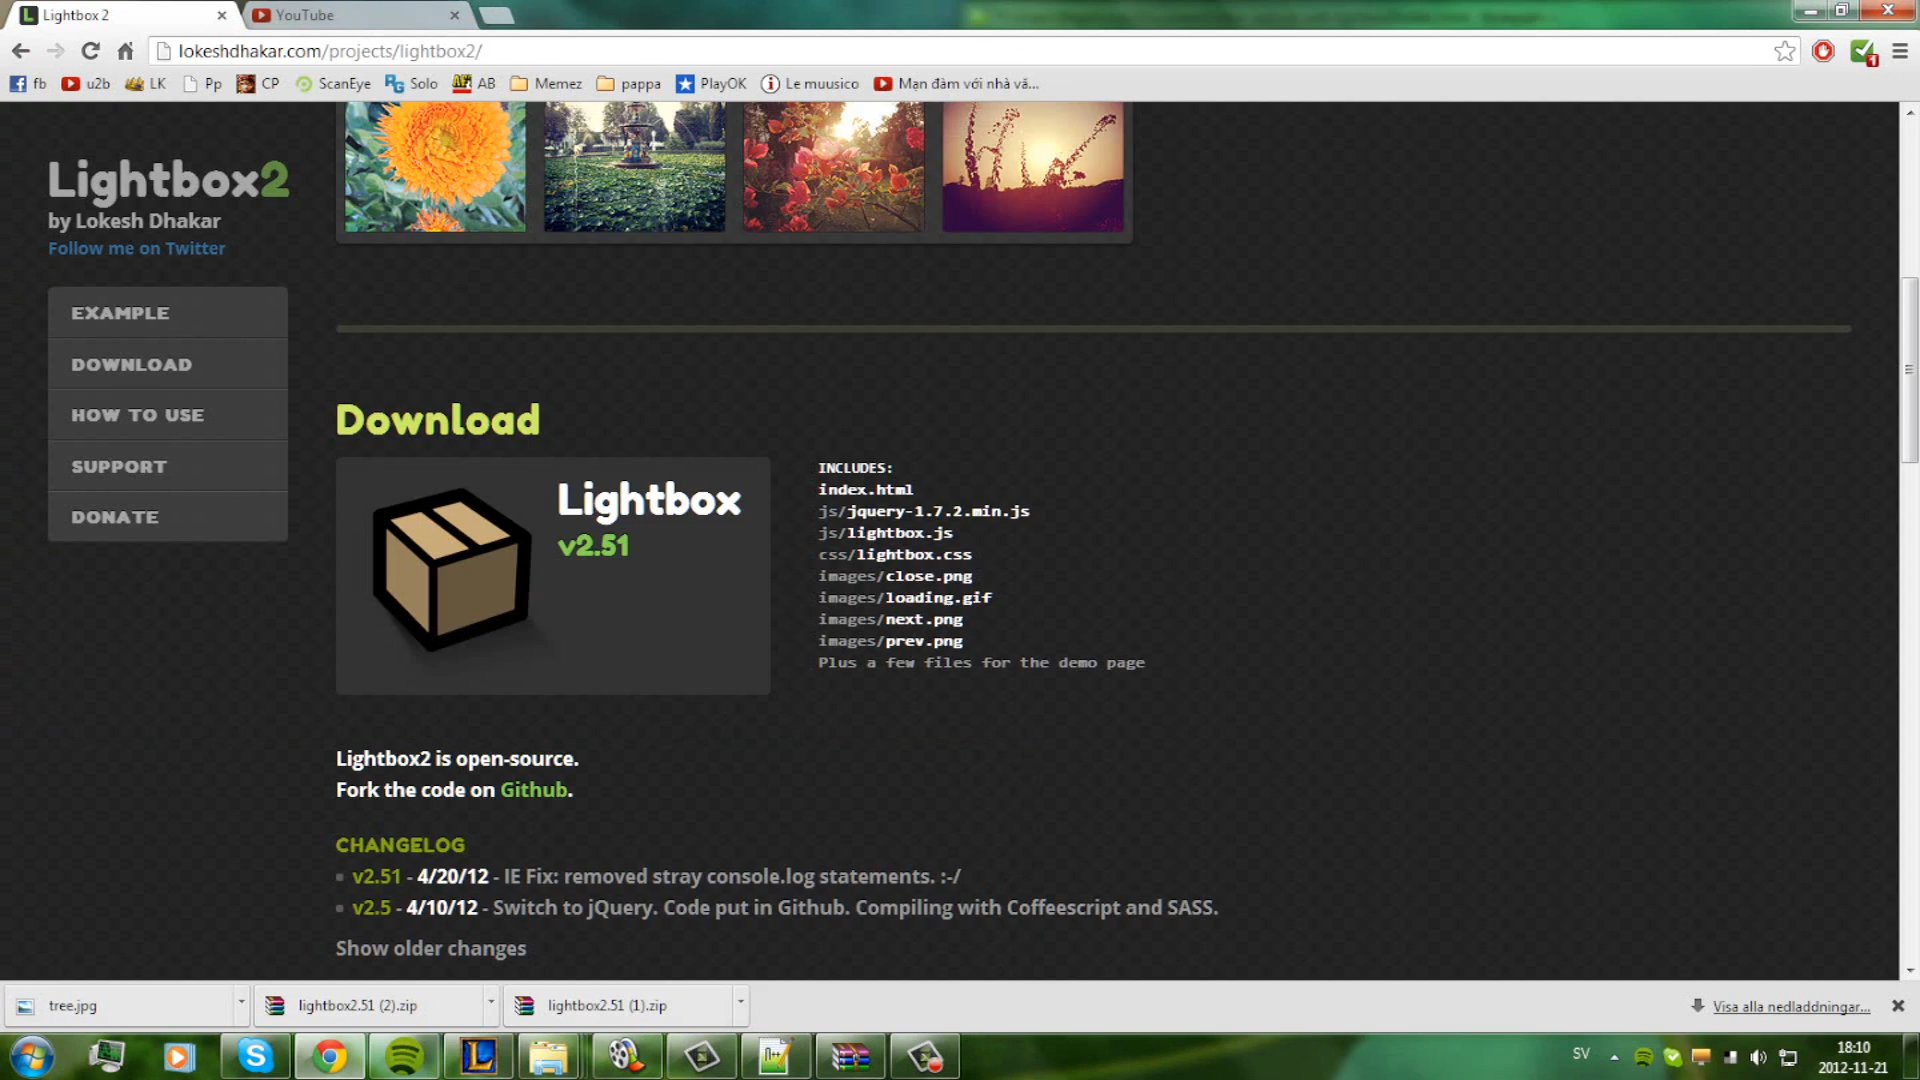 Lightbox 2
YouTube
lokeshdhakar.com/projects/lightbox2/
fb
u2b
LK
Pp
CP
ScanEye
Solo
AB
Memez
pappa
PlayOK
Le muusico
Mạn đàm với nhà vă...
1
Lightbox2
by Lokesh Dhakar
Follow me on Twitter
EXAMPLE
DOWNLOAD
HOW TO USE
SUPPORT
DONATE
Download
Lightbox
v2.51
INCLUDES:
index.html
js/jquery-1.7.2.min.js
js/lightbox.js
css/lightbox.css
images/close.png
images/loading.gif
images/next.png
images/prev.png
Plus a few files for the demo page
Lightbox2 is open-source.
Fork the code on Github.
CHANGELOG
v2.51 - 4/20/12 - IE Fix: removed stray console.log statements. :-/
v2.5 - 4/10/12 - Switch to jQuery. Code put in Github. Compiling with Coffeescript and SASS.
Show older changes
tree.jpg
lightbox2.51 (2).zip
lightbox2.51 (1).zip
Visa alla nedladdningar...
SV
18:10
2012-11-21